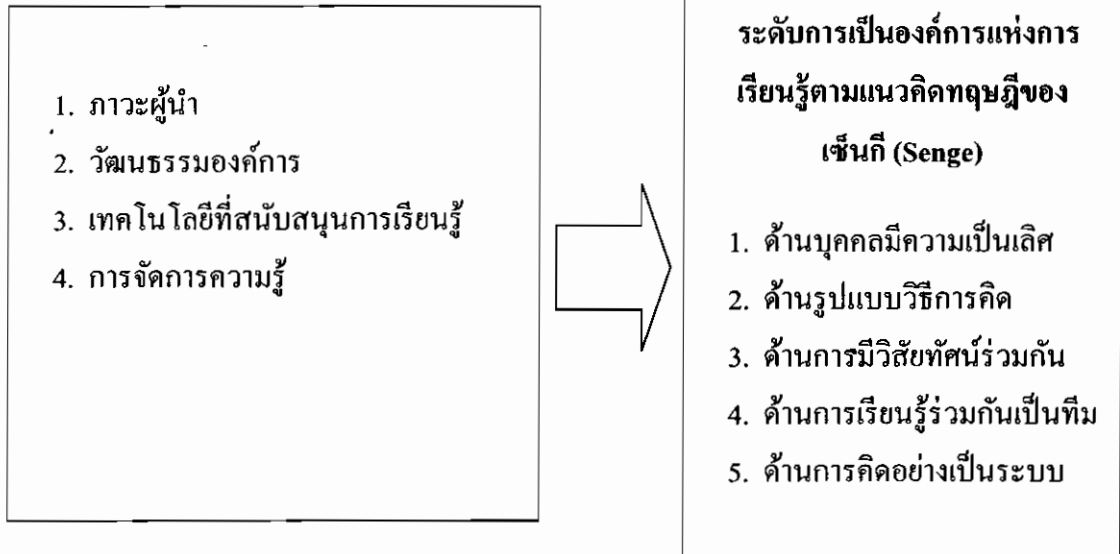 1. ภาวะผู้นำ
2. วัฒนธรรมองค์การ
3. เทคโนโลยีที่สนับสนุนการเรียนรู้
4. การจัดการความรู้
ระดับการเป็นองค์การแห่งการ
เรียนรู้ตามแนวคิดทฤษฎีของ
เซ็นกี (Senge)
1. ด้านบุคคลมีความเป็นเลิศ
2. ด้านรูปแบบวิธีการคิด
3. ด้านการมีวิสัยทัศน์ร่วมกัน
4. ด้านการเรียนรู้ร่วมกันเป็นทีม
5. ด้านการคิดอย่างเป็นระบบ